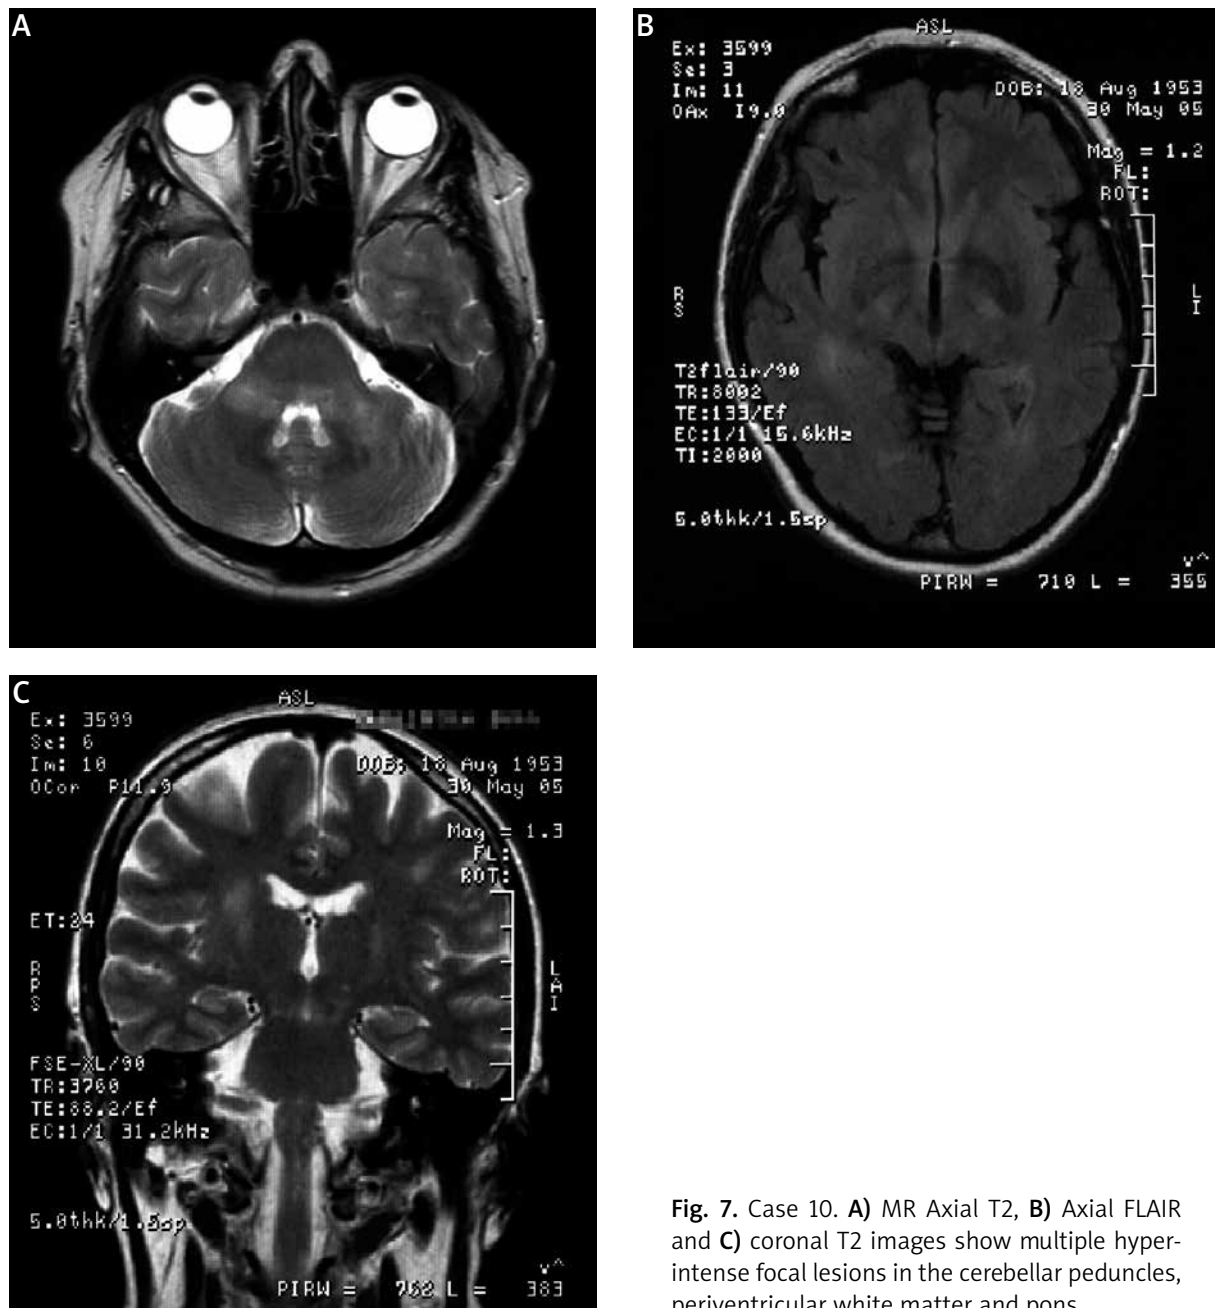 A
B
ASL
Ex: 3599
Se: 3
Im: 11
OAx I9.0
DOB: 18 Aug 1953
30 May 05
Mag = 1.2
FL:
ROT:
R
S
L
I
T2flair/90
TR:8002
TE:133/Ef
EC:1/1 15.6kHz
TI:2000
5.0thk/1.5sp
v^
PIRW = 710 L = 355
C
ASL
Ex: 3599
Se: 6
Im: 10
OCor P11.9
DOB: 18 Aug 1953
30 May 05
Mag = 1.3
FL:
ROT:
ET:24
R
P
S
L
A
I
FSE-XL/90
TR:3760
TE:88.2/Ef
EC:1/1 31.2kHz
5.0thk/1.5sp
v^
PIRW = 762 L = 383
Fig. 7. Case 10. A) MR Axial T2, B) Axial FLAIR
and C) coronal T2 images show multiple hyper-
intense focal lesions in the cerebellar peduncles,
periventricular white matter and pons